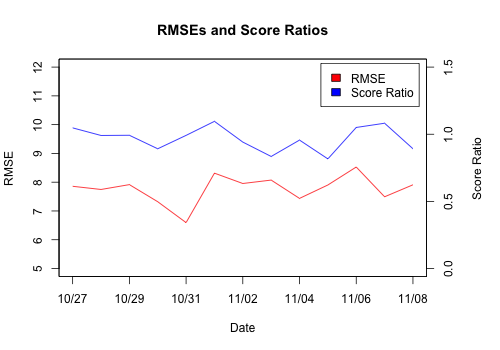 RMSEs and Score Ratios
RMSE
Score Ratio
12
11
10
9
8
7
6
5
RMSE
1.5
1.0
0.5
0.0
Score Ratio
10/27 10/29 10/31 11/02 11/04 11/06 11/08
Date